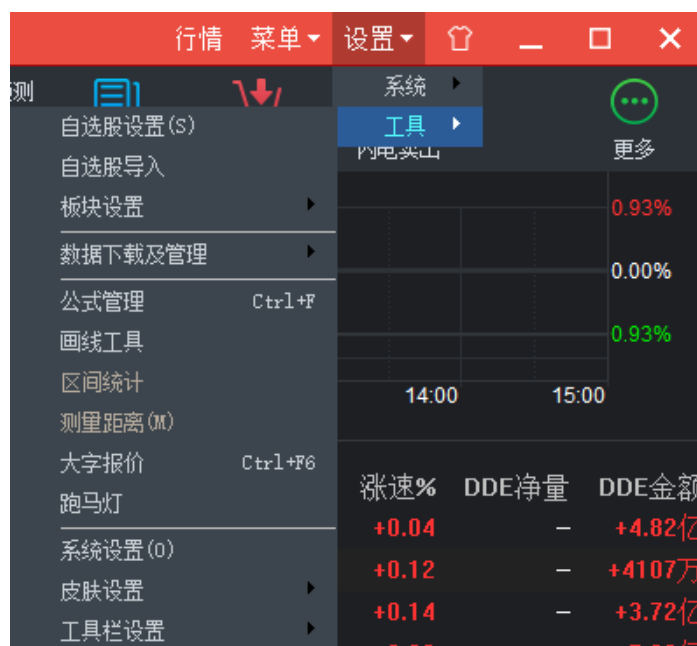 行情 菜单 设置
系统
工具
更多
自选股设置(S)
自选股导入
板块设置
数据下载及管理
公式管理 Ctrl+F
画线工具
区间统计
测量距离(M)
大字报价 Ctrl+F6
跑马灯
系统设置(O)
皮肤设置
工具栏设置
0.93%
0.00%
0.93%
14:00 15:00
涨速% DDE净量 DDE金额
+0.04 – +4.82亿
+0.12 – +4107万
+0.14 – +3.72亿